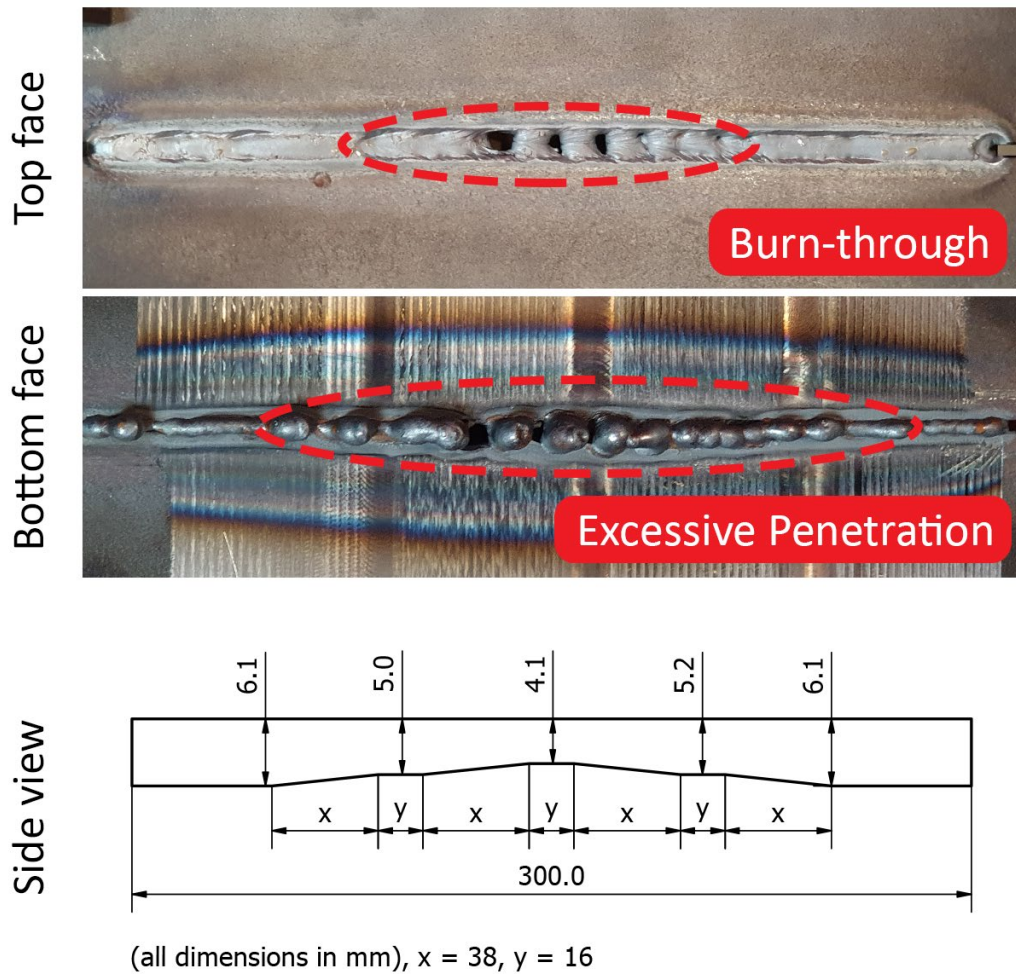 Top face
Burn-through
Bottom face
Excessive Penetration
Side view
6.1
5.0
4.1
5.2
6.1
x
y
x
y
x
y
x
300.0
(all dimensions in mm), x = 38, y = 16